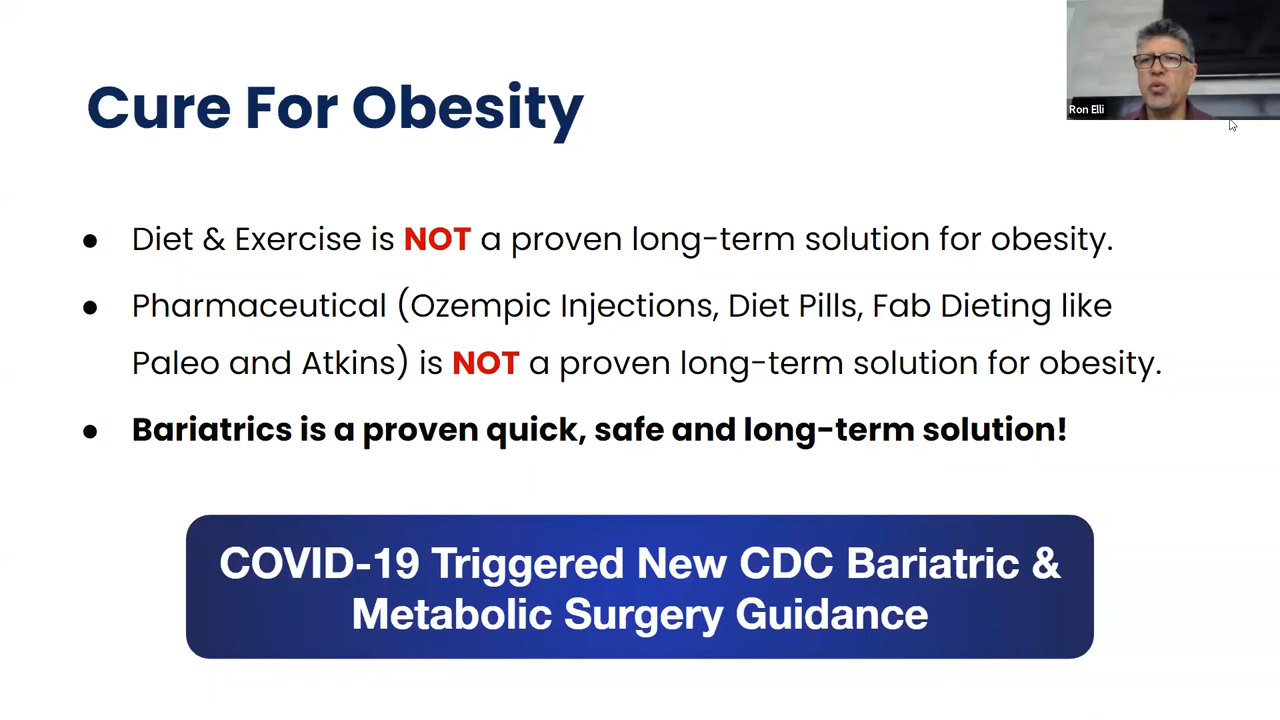 Ron Elli
Cure For Obesity
● Diet & Exercise is NOT a proven long-term solution for obesity.
● Pharmaceutical (Ozempic Injections, Diet Pills, Fab Dieting like
Paleo and Atkins) is NOT a proven long-term solution for obesity.
● Bariatrics is a proven quick, safe and long-term solution!
COVID-19 Triggered New CDC Bariatric &
Metabolic Surgery Guidance